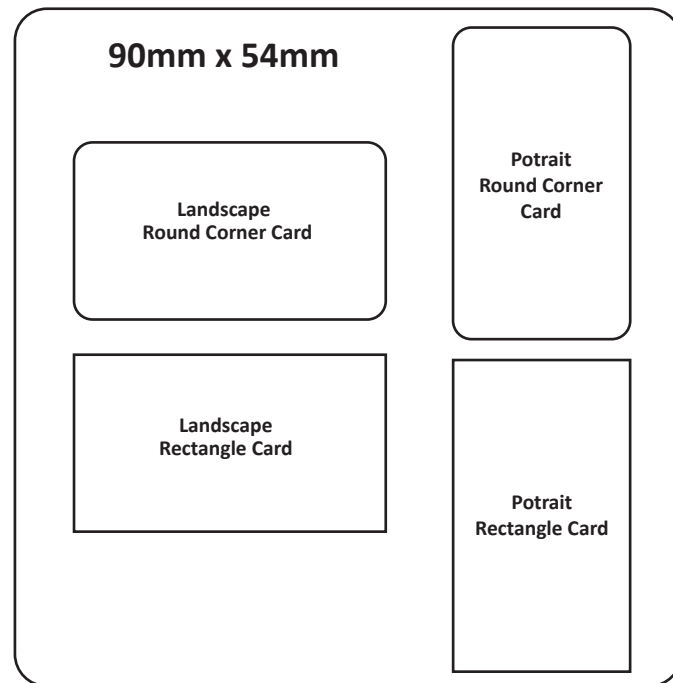 90mm x 54mm
Landscape
Round Corner Card
Landscape
Rectangle Card
Potrait
Round Corner
Card
Potrait
Rectangle Card